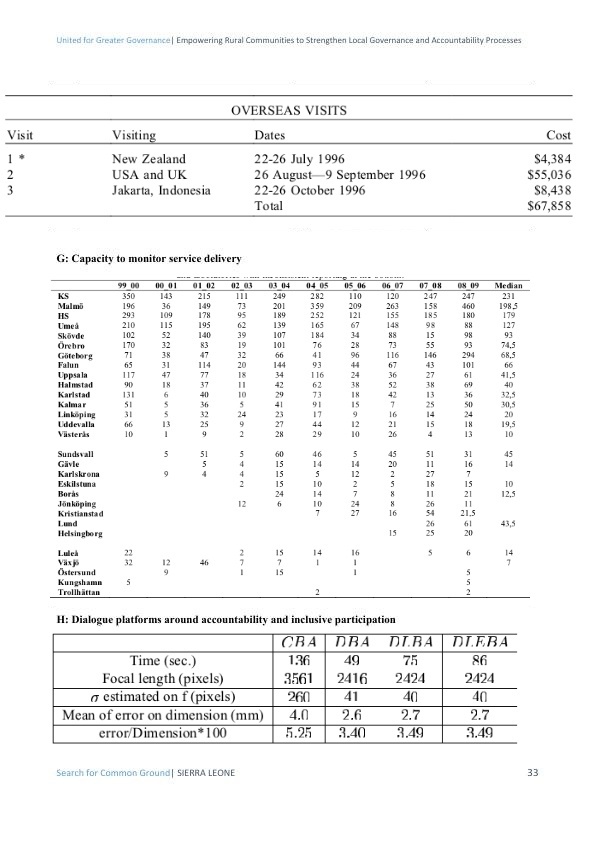 United for Greater Governance| Empowering Rural Communities to Strengthen Local Governance and Accountability Processes
OVERSEAS VISITS
Visit Visiting Dates Cost
1 * New Zealand 22-26 July 1996 $4,384
2 USA and UK 26 August—9 September 1996 $55,036
3 Jakarta, Indonesia 22-26 October 1996 $8,438
Total $67,858
G: Capacity to monitor service delivery
99_00 00_01 01_02 02_03 03_04 04_05 05_06 06_07 07_08 08_09 Median
KS 350 143 215 111 249 282 110 120 247 247 231
Malmö 196 36 149 73 201 359 209 263 158 460 198,5
HS 293 109 178 95 189 252 121 155 185 180 179
Umeå 210 115 195 62 139 165 67 148 98 88 127
Skövde 102 52 140 39 107 184 34 88 15 98 93
Örebro 170 32 83 19 101 76 28 73 55 93 74,5
Göteborg 71 38 47 32 66 41 96 116 146 294 68,5
Falun 65 31 114 20 144 93 44 67 43 101 66
Uppsala 117 47 77 18 34 116 24 36 27 61 41,5
Halmstad 90 18 37 11 42 62 38 52 38 69 40
Karlstad 131 6 40 10 29 73 18 42 13 36 32,5
Kalmar 51 5 36 5 41 91 15 7 25 50 30,5
Linköping 31 5 32 24 23 17 9 16 14 24 20
Uddevalla 66 13 25 9 27 44 12 21 15 18 19,5
Västerås 10 1 9 2 28 29 10 26 4 13 10
Sundsvall 5 51 5 60 46 5 45 51 31 45
Gävle 5 4 15 14 14 20 11 16 14
Karlskrona 9 4 4 15 5 12 2 27 7
Eskilstuna 2 15 10 2 5 18 15 10
Borås 24 14 7 8 11 21 12,5
Jönköping 12 6 10 24 8 26 11
Kristianstad 7 27 16 54 21,5
Lund 26 61 43,5
Helsingborg 15 25 20
Luleå 22 2 15 14 16 5 6 14
Växjö 32 12 46 7 7 1 1 7
Östersund 9 1 15 1 5
Kungshamn 5 5
Trollhättan 2 2
H: Dialogue platforms around accountability and inclusive participation
CBA DBA DLBA DLEBA
Time (sec.) 136 49 75 86
Focal length (pixels) 3561 2416 2424 2424
σ estimated on f (pixels) 260 41 40 40
Mean of error on dimension (mm) 4.0 2.6 2.7 2.7
error/Dimension*100 5.25 3.40 3.49 3.49
Search for Common Ground| SIERRA LEONE 33